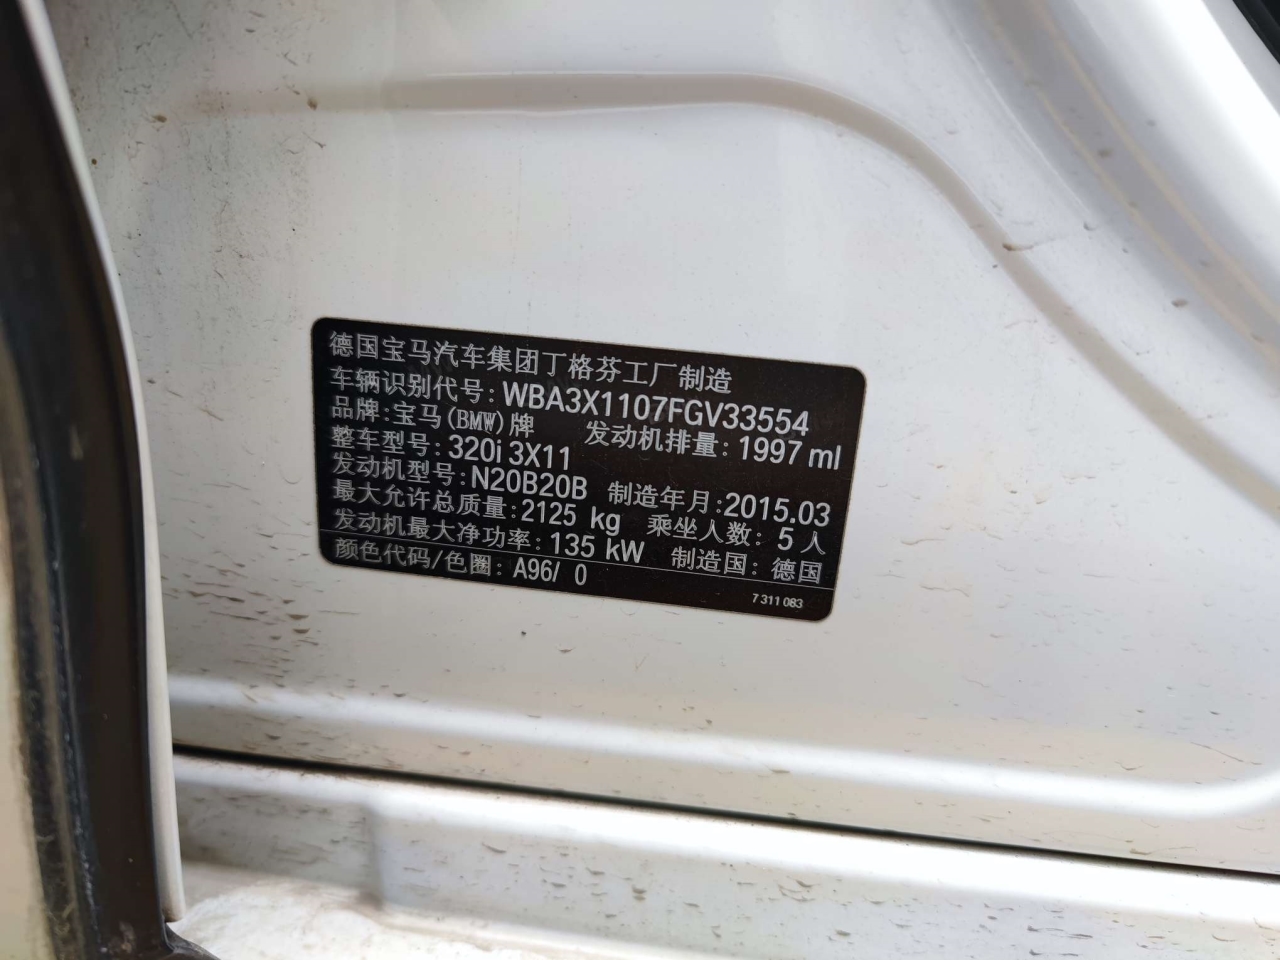 德国宝马汽车集团丁格芬工厂制造
车辆识别代号: WBA3X1107FGV33554
品牌:宝马(BMW)牌 发动机排量: 1997 ml
整车型号: 320i 3X11
发动机型号: N20B20B 制造年月:2015.03
最大允许总质量: 2125 kg 乘坐人数: 5人
发动机最大净功率: 135 kW 制造国: 德国
颜色代码/色圈: A96/ 0
7 311 083